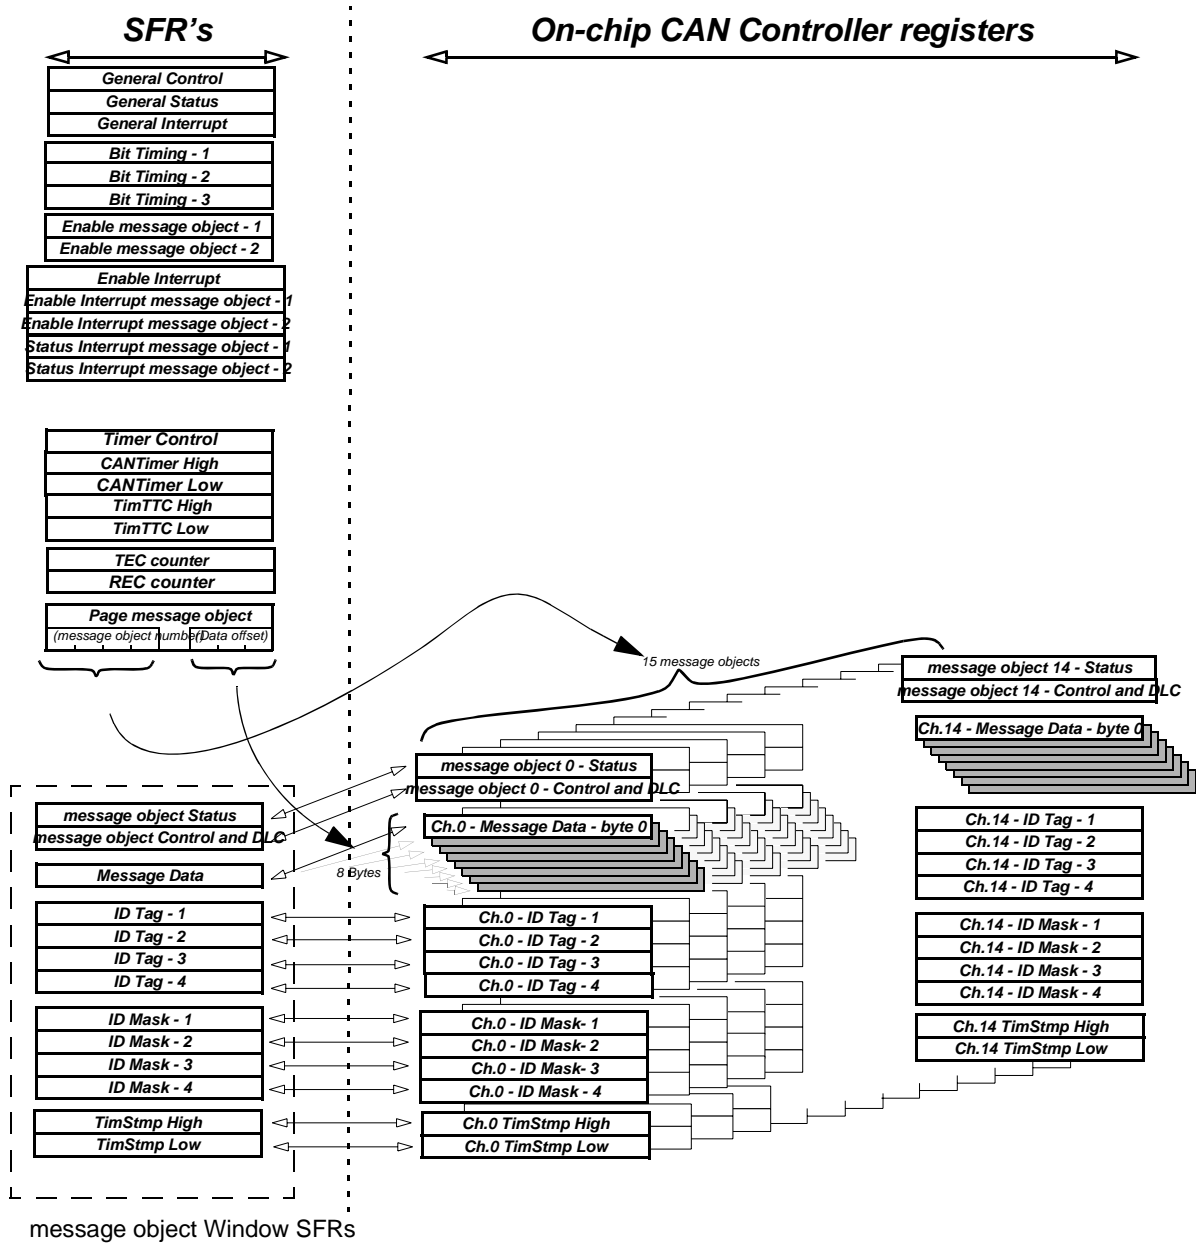 SFR's
On-chip CAN Controller registers
General Control
General Status
General Interrupt
Bit Timing - 1
Bit Timing - 2
Bit Timing - 3
Enable message object - 1
Enable message object - 2
Enable Interrupt
Enable Interrupt message object - 1
Enable Interrupt message object - 2
Status Interrupt message object - 1
Status Interrupt message object - 2
Timer Control
CANTimer High
CANTimer Low
TimTTC High
TimTTC Low
TEC counter
REC counter
Page message object
(message object number)
(Data offset)
15 message objects
message object 14 - Status
message object 14 - Control and DLC
Ch.14 - Message Data - byte 0
Ch.14 - ID Tag - 1
Ch.14 - ID Tag - 2
Ch.14 - ID Tag - 3
Ch.14 - ID Tag - 4
Ch.14 - ID Mask - 1
Ch.14 - ID Mask - 2
Ch.14 - ID Mask - 3
Ch.14 - ID Mask - 4
Ch.14 TimStmp High
Ch.14 TimStmp Low
message object 0 - Status
message object 0 - Control and DLC
Ch.0 - Message Data - byte 0
8 Bytes
Ch.0 - ID Tag - 1
Ch.0 - ID Tag - 2
Ch.0 - ID Tag - 3
Ch.0 - ID Tag - 4
Ch.0 - ID Mask- 1
Ch.0 - ID Mask- 2
Ch.0 - ID Mask- 3
Ch.0 - ID Mask - 4
Ch.0 TimStmp High
Ch.0 TimStmp Low
message object Status
message object Control and DLC
Message Data
ID Tag - 1
ID Tag - 2
ID Tag - 3
ID Tag - 4
ID Mask - 1
ID Mask - 2
ID Mask - 3
ID Mask - 4
TimStmp High
TimStmp Low
message object Window SFRs